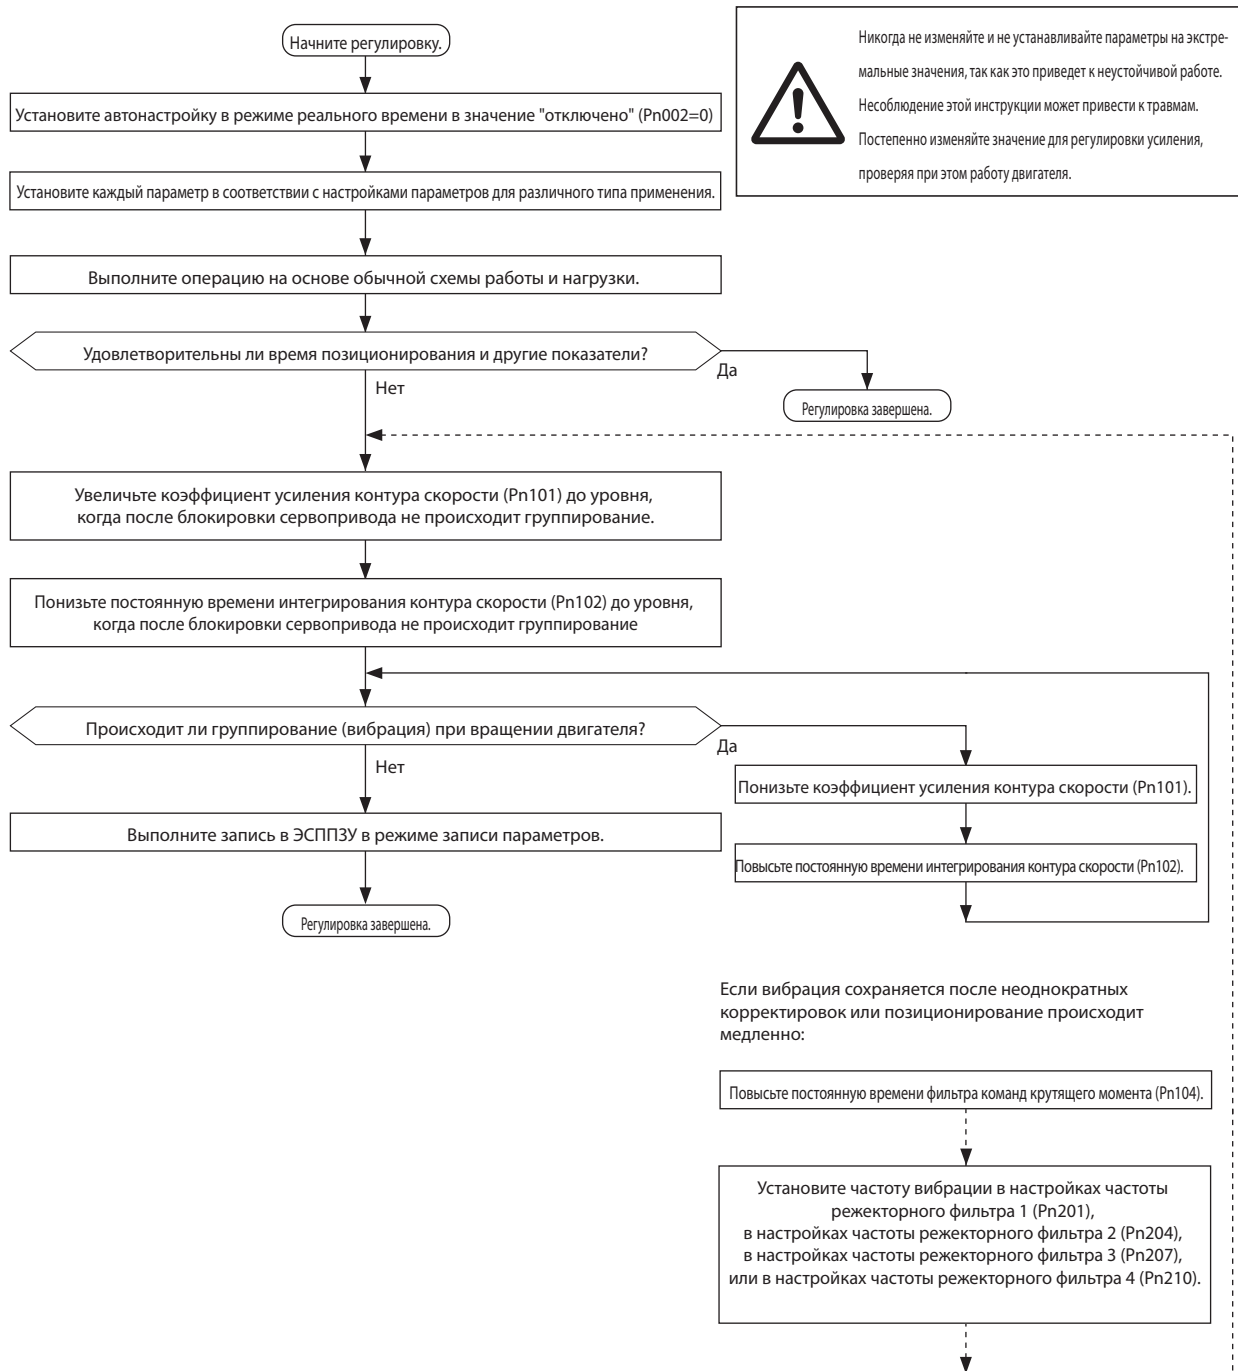 Начните регулировку.
Никогда не изменяйте и не устанавливайте параметры на экстре-
мальные значения, так как это приведет к неустойчивой работе.
Несоблюдение этой инструкции может привести к травмам.
Постепенно изменяйте значение для регулировки усиления,
проверяя при этом работу двигателя.
Установите автонастройку в режиме реального времени в значение "отключено" (Pn002=0)
Установите каждый параметр в соответствии с настройками параметров для различного типа применения.
Выполните операцию на основе обычной схемы работы и нагрузки.
Удовлетворительны ли время позиционирования и другие показатели?
Да
Нет
Регулировка завершена.
Увеличьте коэффициент усиления контура скорости (Pn101) до уровня,
когда после блокировки сервопривода не происходит группирование.
Понизьте постоянную времени интегрирования контура скорости (Pn102) до уровня,
когда после блокировки сервопривода не происходит группирование
Происходит ли группирование (вибрация) при вращении двигателя?
Да
Нет
Понизьте коэффициент усиления контура скорости (Pn101).
Выполните запись в ЭСППЗУ в режиме записи параметров.
Повысьте постоянную времени интегрирования контура скорости (Pn102).
Регулировка завершена.
Если вибрация сохраняется после неоднократных
корректировок или позиционирование происходит
медленно:
Повысьте постоянную времени фильтра команд крутящего момента (Pn104).
Установите частоту вибрации в настройках частоты
режекторного фильтра 1 (Pn201),
в настройках частоты режекторного фильтра 2 (Pn204),
в настройках частоты режекторного фильтра 3 (Pn207),
или в настройках частоты режекторного фильтра 4 (Pn210).